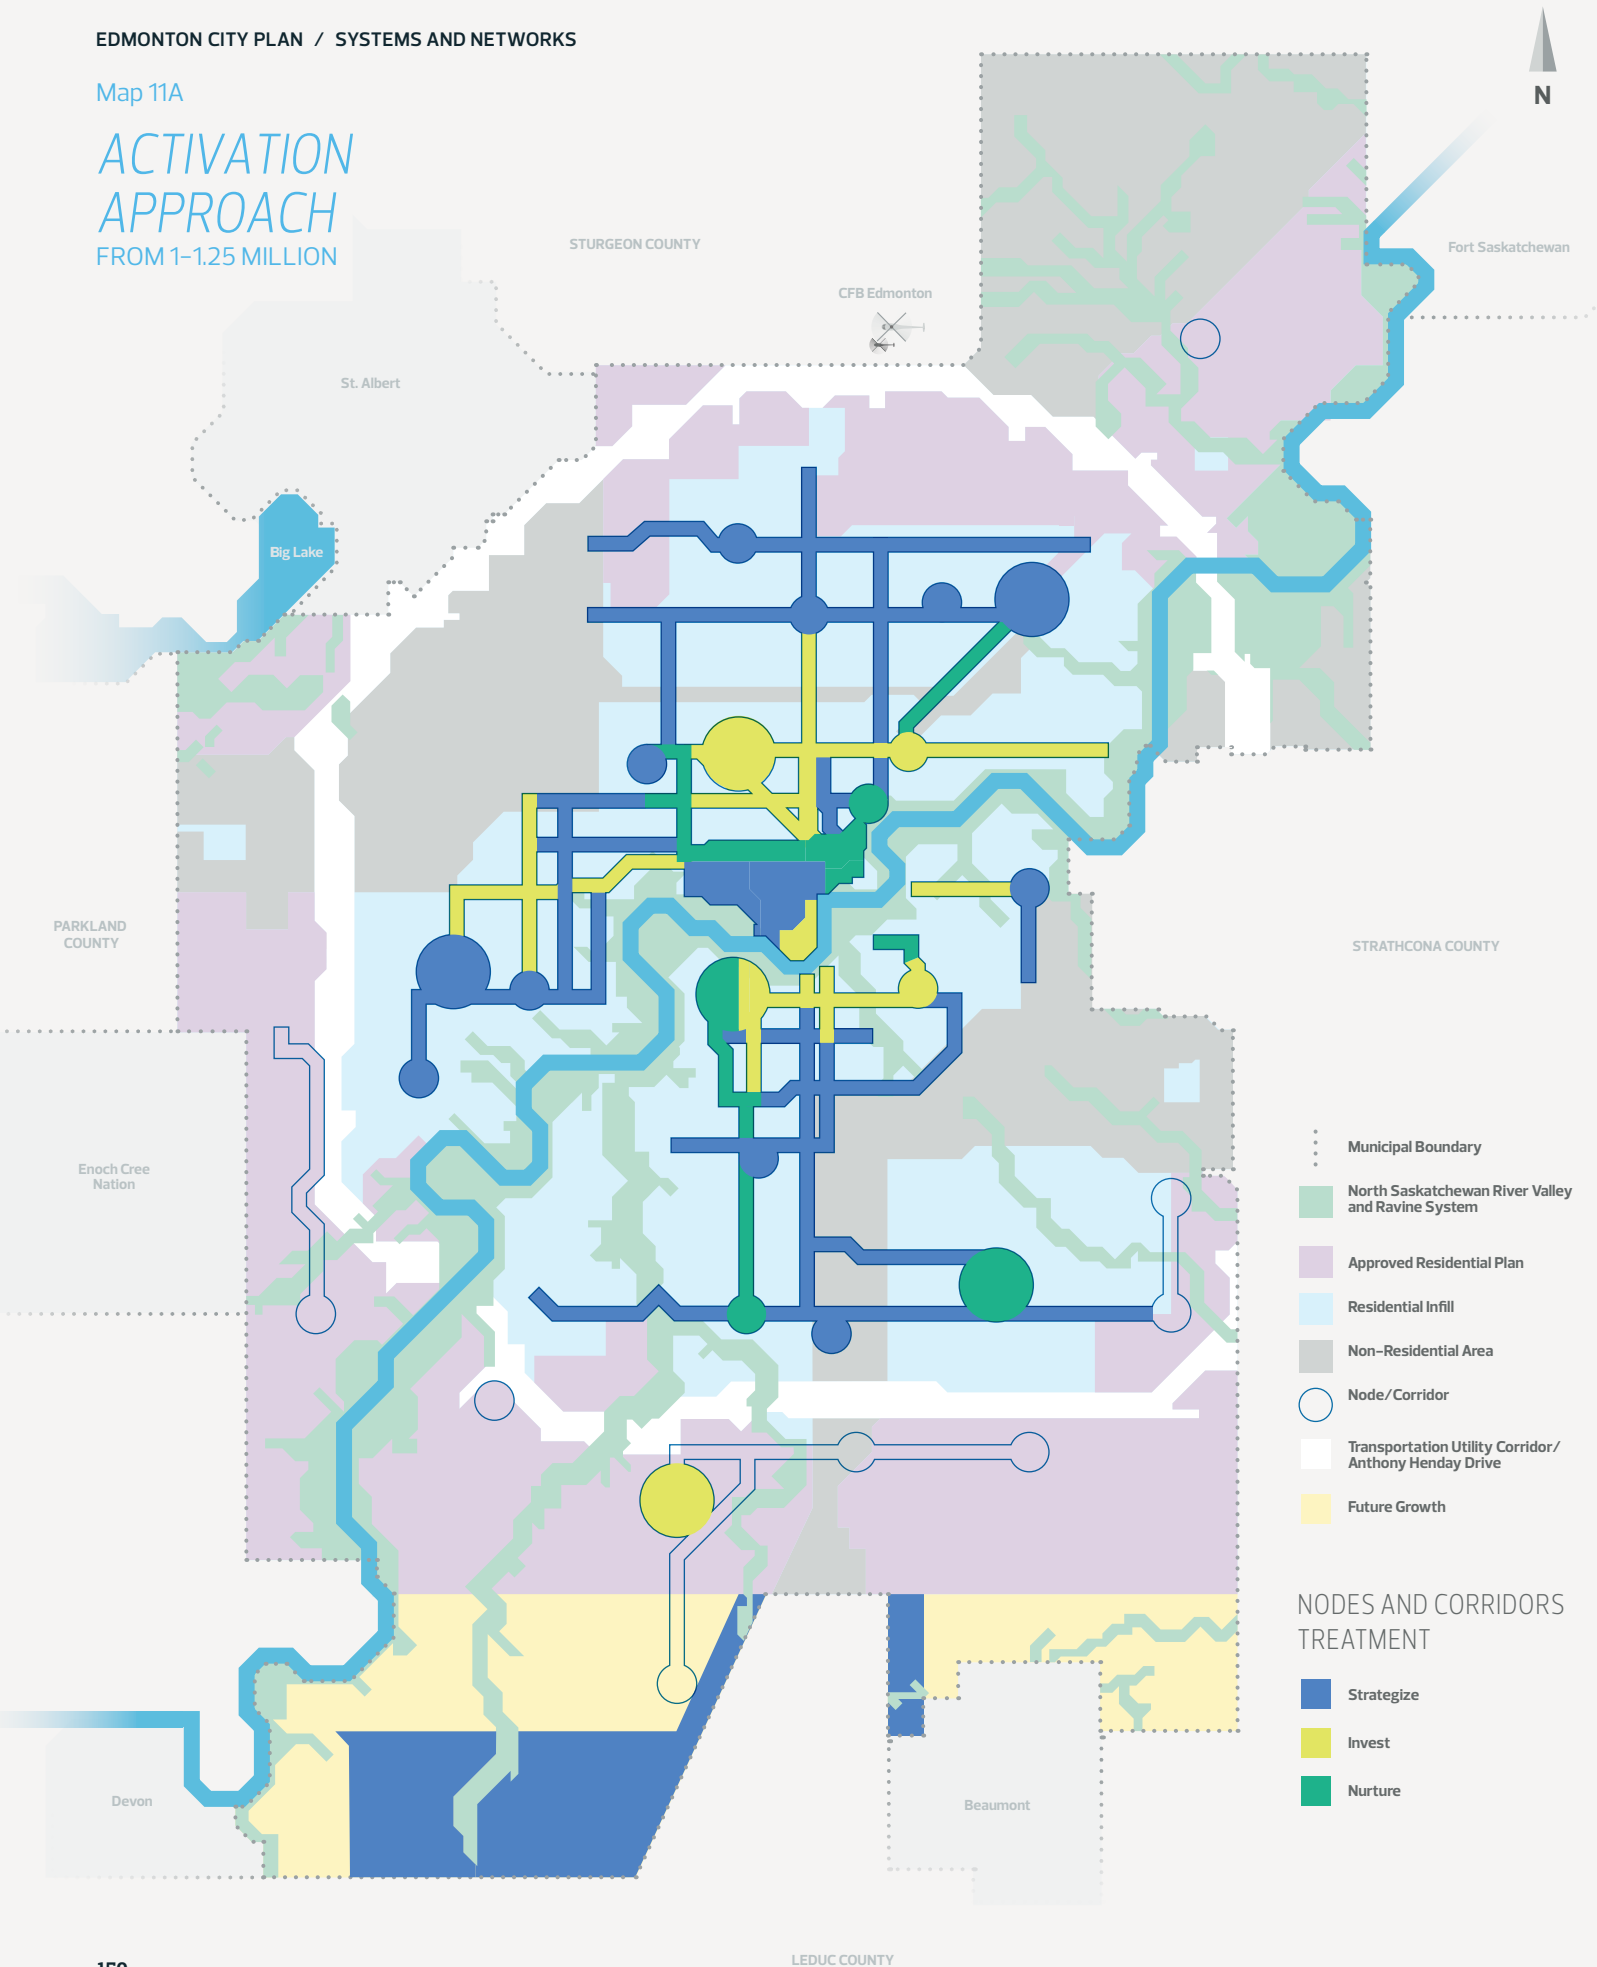 EDMONTON CITY PLAN / SYSTEMS AND NETWORKS
Map 11A
ACTIVATION
APPROACH
FROM 1-1.25 MILLION
N
STURGEON COUNTY
Fort Saskatchewan
CFB Edmonton
St. Albert
Big Lake
PARKLAND
COUNTY
STRATHCONA COUNTY
Enoch Cree
Nation
Municipal Boundary
North Saskatchewan River Valley
and Ravine System
Approved Residential Plan
Residential Infill
Non-Residential Area
Node/Corridor
Transportation Utility Corridor/
Anthony Henday Drive
Future Growth
NODES AND CORRIDORS
TREATMENT
Strategize
Invest
Nurture
Devon
Beaumont
LEDUC COUNTY